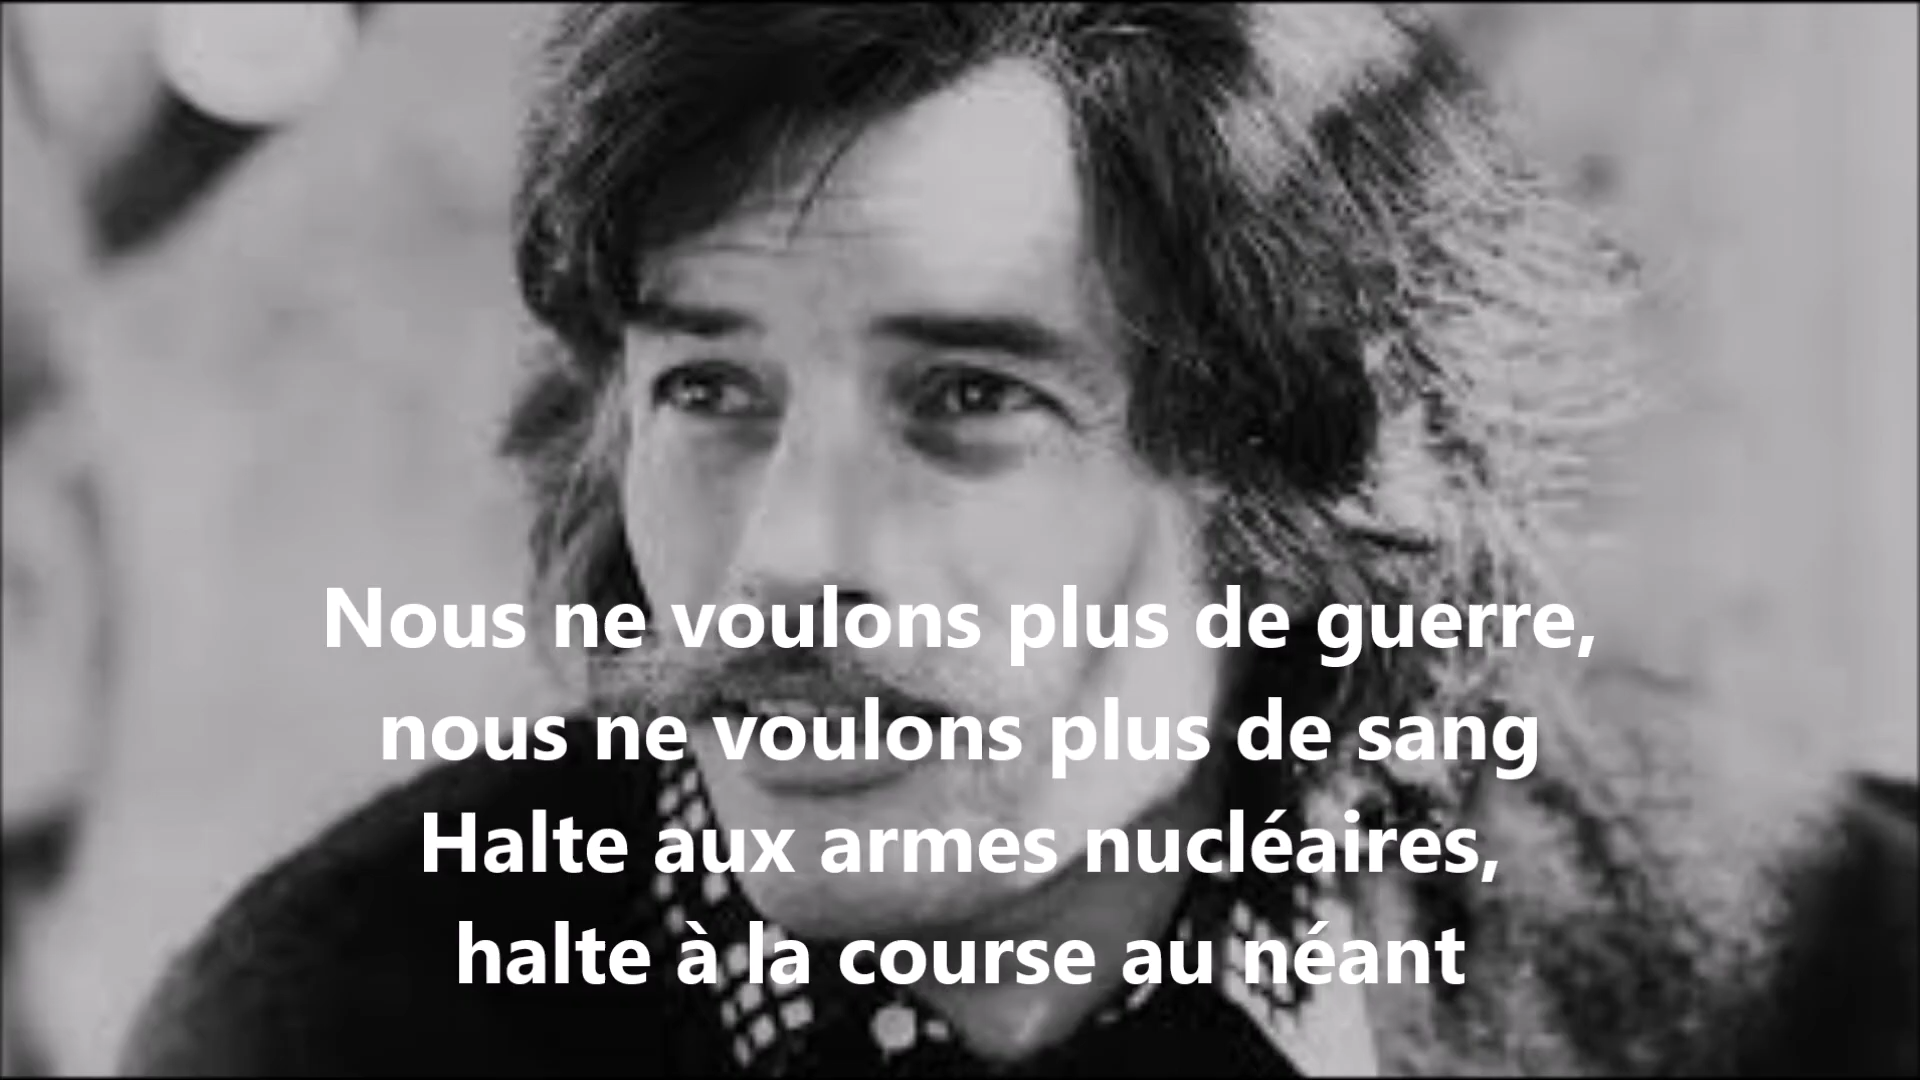 Nous ne voulons plus de guerre,
nous ne voulons plus de sang
Halte aux armes nucléaires,
halte à la course au néant